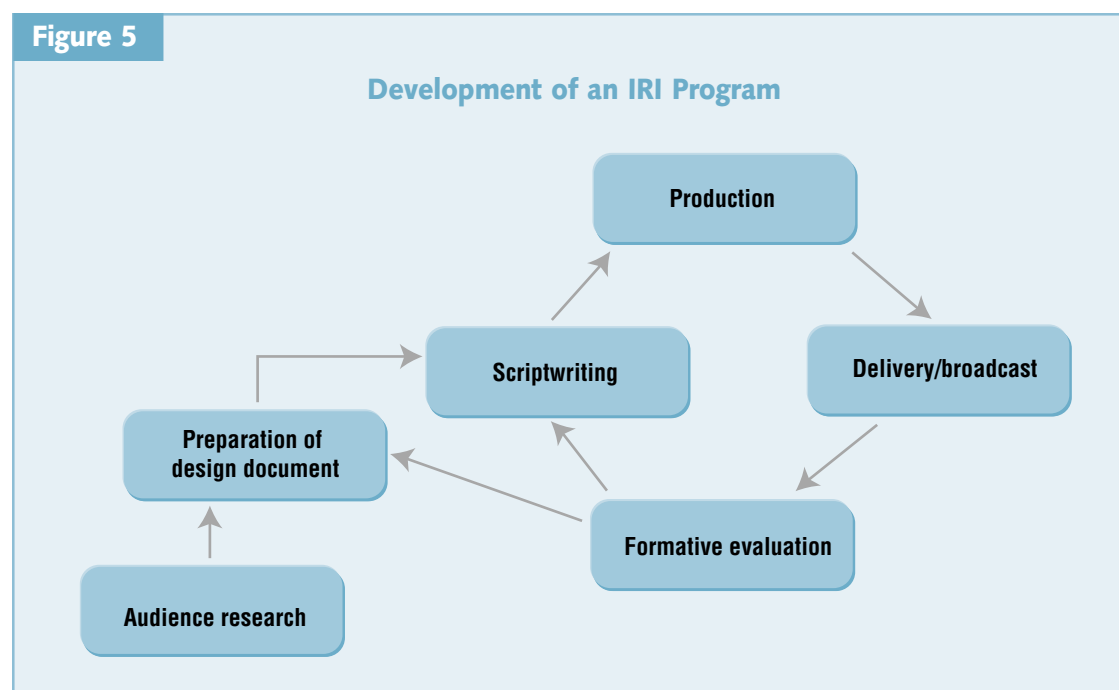 Figure 5
Development of an IRI Program
Production
Scriptwriting
Delivery/broadcast
Preparation of
design document
Formative evaluation
Audience research